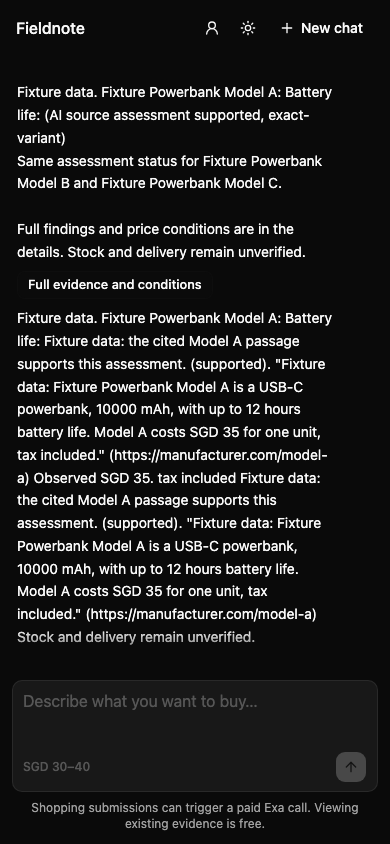 Fieldnote
New chat
Fixture data. Fixture Powerbank Model A: Battery
life: (AI source assessment supported, exact-
variant)
Same assessment status for Fixture Powerbank
Model B and Fixture Powerbank Model C.
Full findings and price conditions are in the
details. Stock and delivery remain unverified.
Full evidence and conditions
Fixture data. Fixture Powerbank Model A: Battery
life: Fixture data: the cited Model A passage
supports this assessment. (supported). "Fixture
data: Fixture Powerbank Model A is a USB-C
powerbank, 10000 mAh, with up to 12 hours
battery life. Model A costs SGD 35 for one unit,
tax included." (https://manufacturer.com/model-
a) Observed SGD 35. tax included Fixture data:
the cited Model A passage supports this
assessment. (supported). "Fixture data: Fixture
Powerbank Model A is a USB-C powerbank,
10000 mAh, with up to 12 hours battery life.
Model A costs SGD 35 for one unit, tax
included." (https://manufacturer.com/model-a)
Stock and delivery remain unverified.
Describe what you want to buy...
SGD 30–40
Shopping submissions can trigger a paid Exa call. Viewing
existing evidence is free.